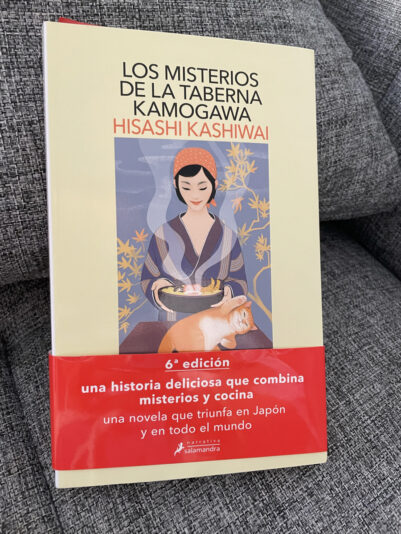 LOS MISTERIOS
DE LA TABERNA
KAMOGAWA
HISASHI KASHIWAI
6ª edición
una historia deliciosa que combina
misterios y cocina
una novela que triunfa en Japón
y en todo el mundo
narrativa
salamandra